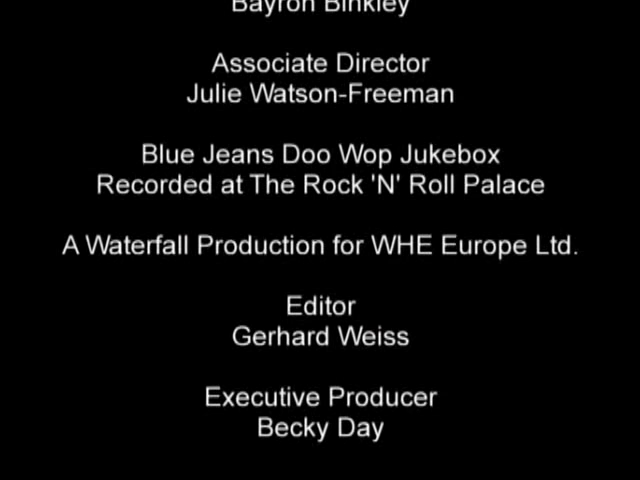 Bayron Binkley
Associate Director
Julie Watson-Freeman
Blue Jeans Doo Wop Jukebox
Recorded at The Rock 'N' Roll Palace
A Waterfall Production for WHE Europe Ltd.
Editor
Gerhard Weiss
Executive Producer
Becky Day